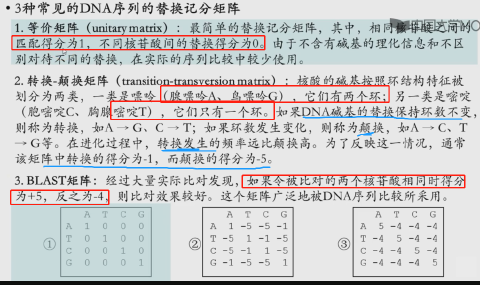 • 3种常见的DNA序列的替换记分矩阵
1. 等价矩阵（unitary matrix）：最简单的替换记分矩阵，其中，相同核苷酸之间的
匹配得分为1，不同核苷酸间的替换得分为0。由于不含有碱基的理化信息和不区
别对待不同的替换，在实际的序列比较中较少使用。
2. 转换-颠换矩阵（transition-transversion matrix）：核酸的碱基按照环结构特征被
划分为两类，一类是嘌呤（腺嘌呤A、鸟嘌呤G），它们有两个环；另一类是嘧啶
（胞嘧啶C、胸腺嘧啶T），它们只有一个环。如果DNA碱基的替换保持环数不变，
则称为转换，如A→G、C→T；如果环数发生变化，则称为颠换，如A→C、T
→G等。在进化过程中，转换发生的频率远比颠换高。为了反映这一情况，通常
该矩阵中转换的得分为-1，而颠换的得分为-5。
3. BLAST矩阵：经过大量实际比对发现，如果令被比对的两个核苷酸相同时得分
为+5，反之为-4，则比对效果较好。这个矩阵广泛地被DNA序列比较所采用。
① ② ③
A T C G
A 1 0 0 0
T 0 1 0 0
C 0 0 1 0
G 0 0 0 1
A T C G
A 1 -5 -5 -1
T -5 1 -1 -5
C -5 -1 1 -5
G -1 -5 -5 1
A T C G
A 5 -4 -4 -4
T -4 5 -4 -4
C -4 -4 5 -4
G -4 -4 -4 5